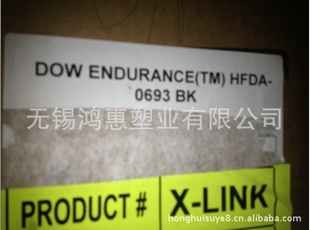 DOW ENDURANCE(TM) HFDA-
0693 BK
无锡鸿惠塑业有限公司
PRODUCT # X-LINK
honghuisuye8.cn.alibaba.com